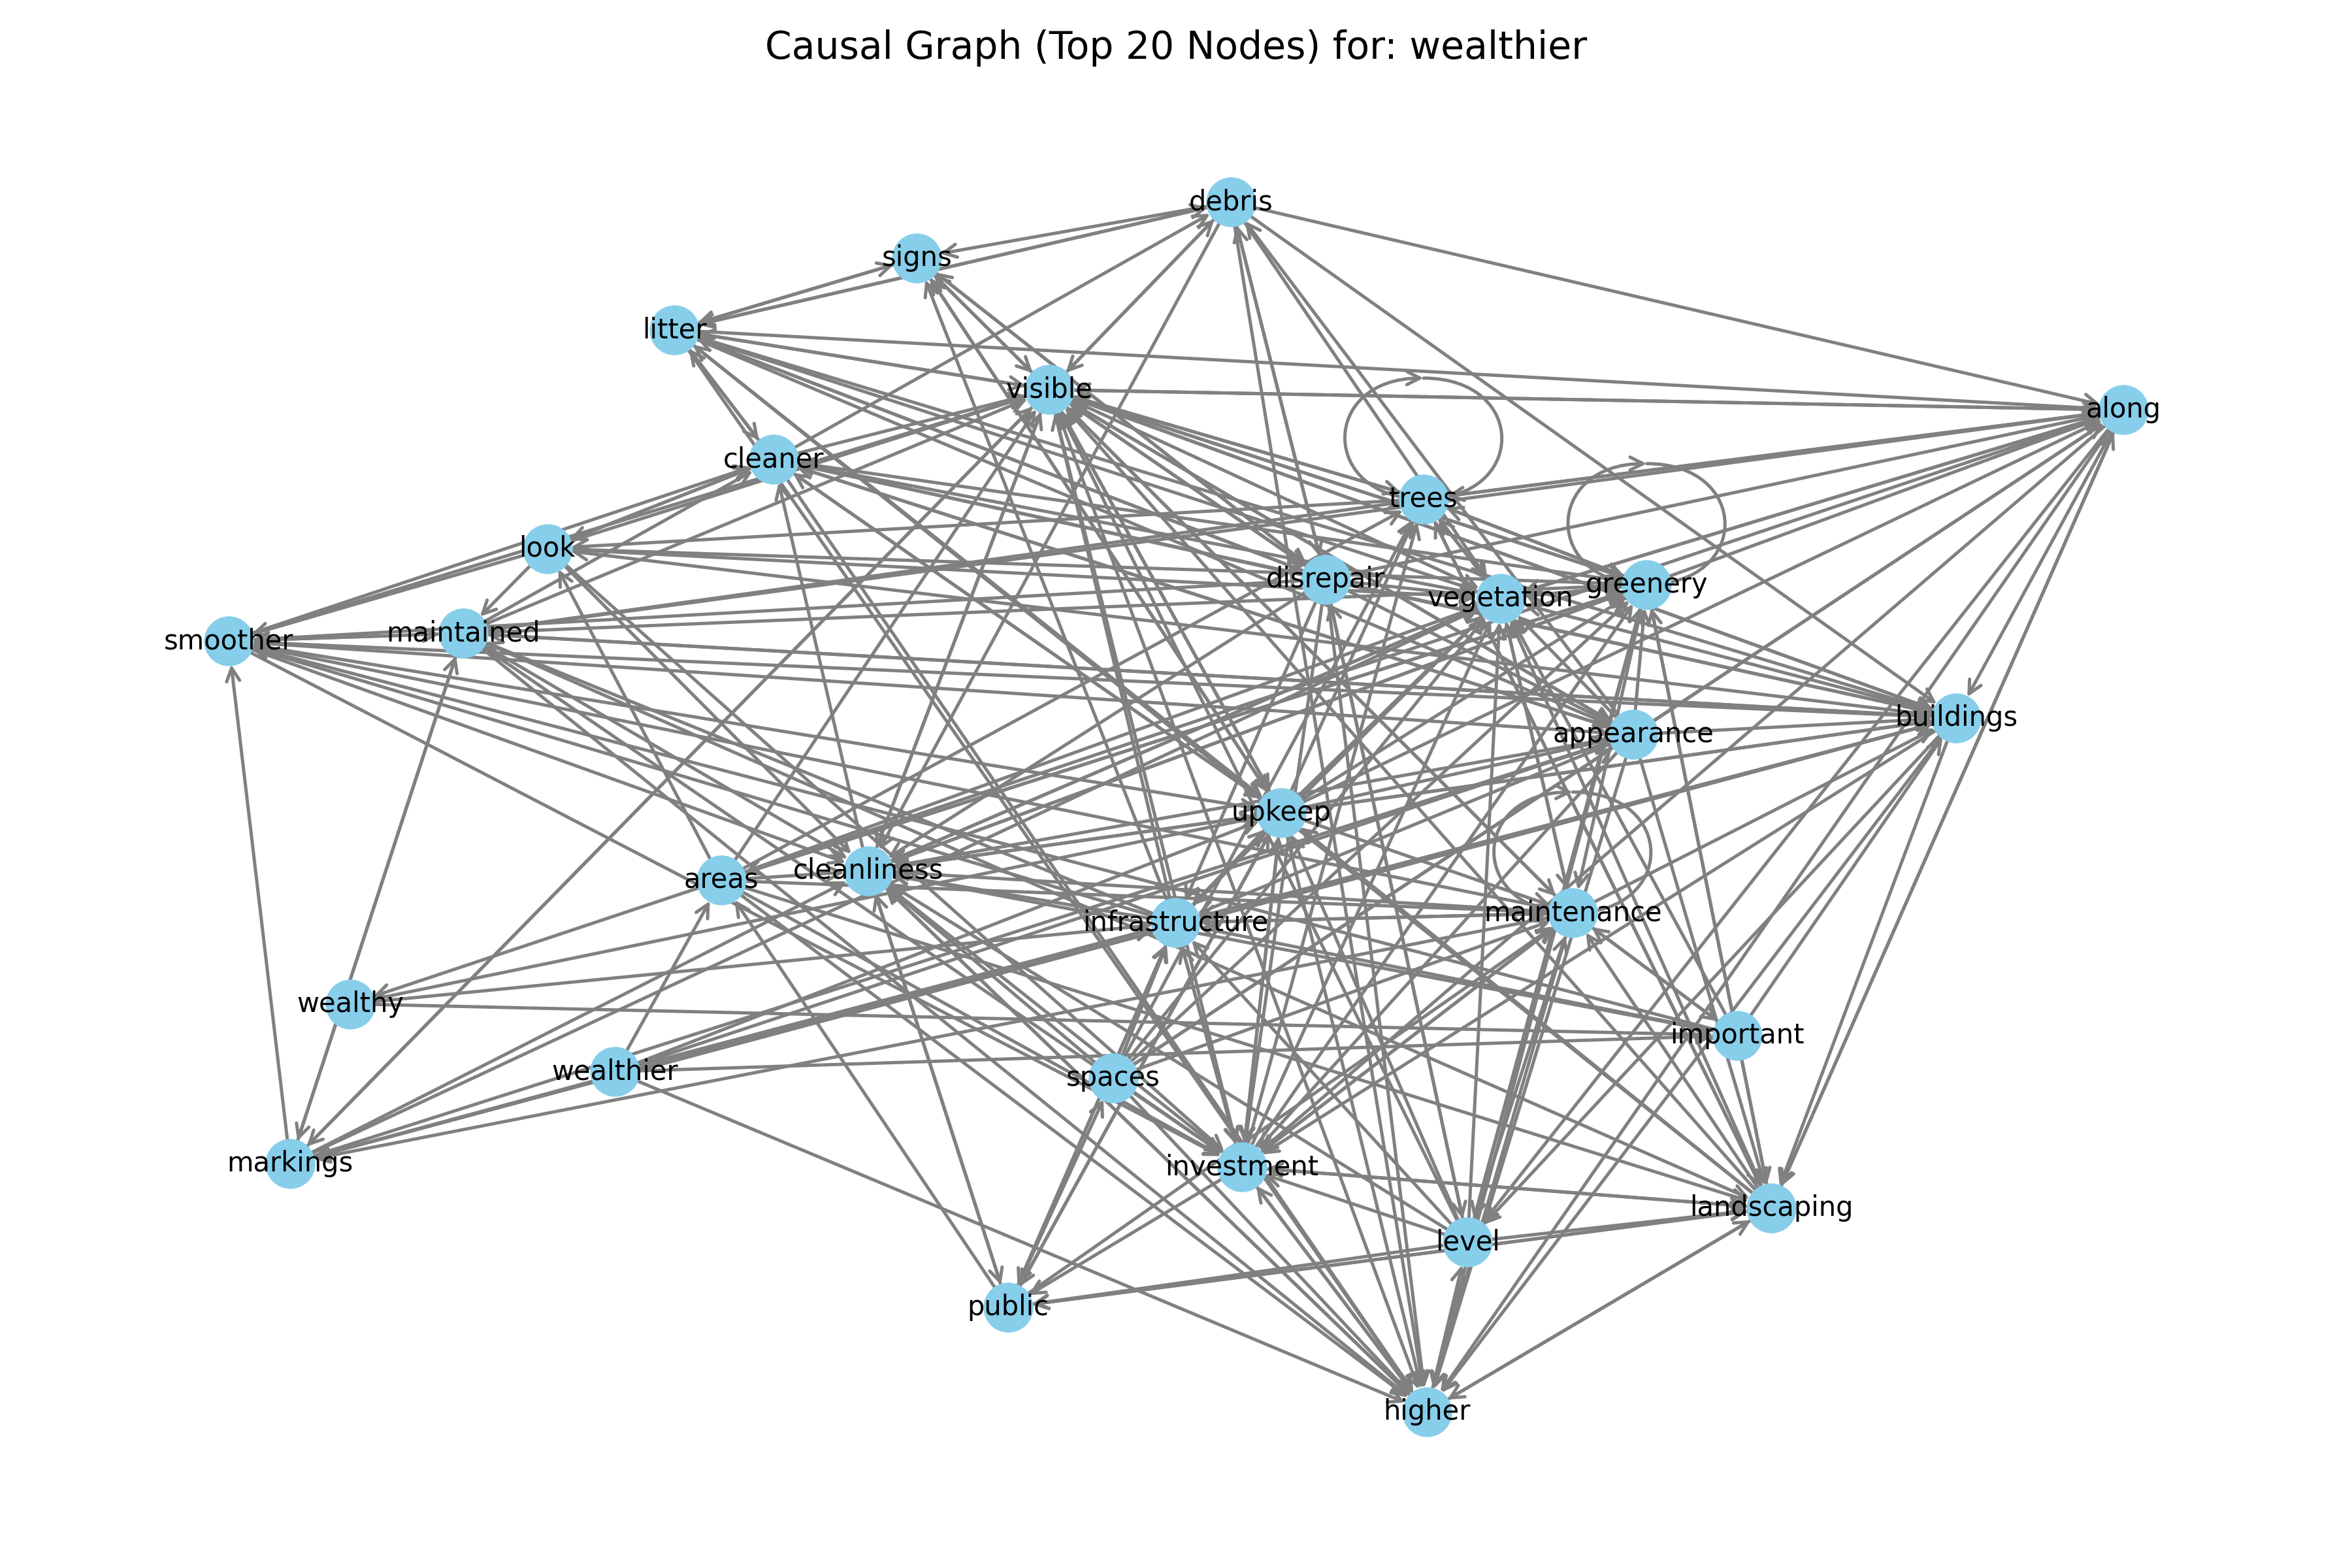 Causal Graph (Top 20 Nodes) for: wealthier
debris
signs
litter
visible
along
cleaner
trees
look
disrepair
greenery
vegetation
maintained
smoother
buildings
appearance
upkeep
cleanliness
areas
maintenance
infrastructure
wealthy
important
wealthier
spaces
markings
investment
landscaping
level
public
higher